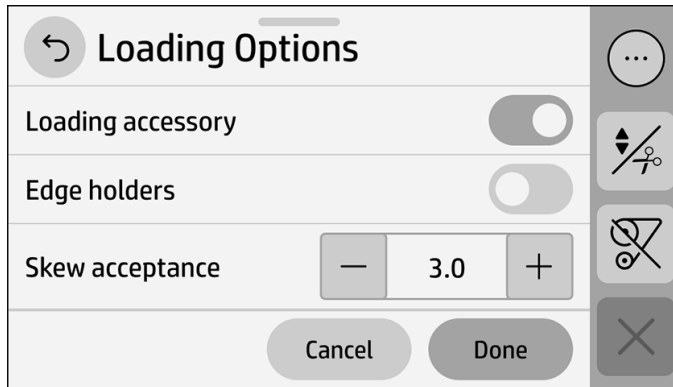 Loading Options
Loading accessory
Edge holders
Skew acceptance
3.0
Cancel
Done